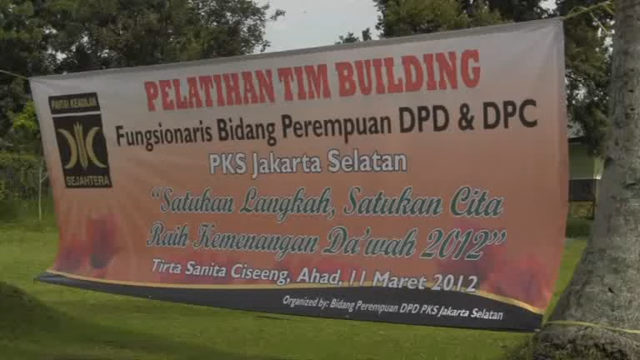 PARTAI KEADILAN
SEJAHTERA
PELATIHAN TIM BUILDING
Fungsionaris Bidang Perempuan DPD & DPC
PKS Jakarta Selatan
"Satukan Langkah, Satukan Cita
Raih Kemenangan Da'wah 2012"
Tirta Sanita Ciseeng, Ahad, 11 Maret 2012
Organized by: Bidang Perempuan DPD PKS Jakarta Selatan